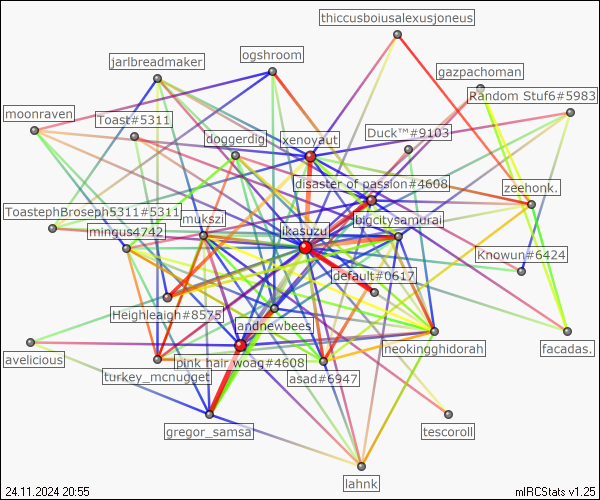 thiccusboiusalexusjoneus
ogshroom
jarlbreadmaker
gazpachoman
Random Stuf6#5983
moonraven
Toast#5311
Duck™#9103
doggerdig
xenovaut
disaster of passion#4608
zeehonk.
ToastephBroseph5311#5311
mukszi
bigcitysamurai
mingus4742
ikasuzu
Knowun#6424
default#0617
Heighleaigh#8575
andnewbees
avelicious
pink hair woag#4608
neokingghidorah
facadas.
turkey_mcnugget
asad#6947
gregor_samsa
tescoroll
lahnk
24.11.2024 20:55
mIRCStats v1.25